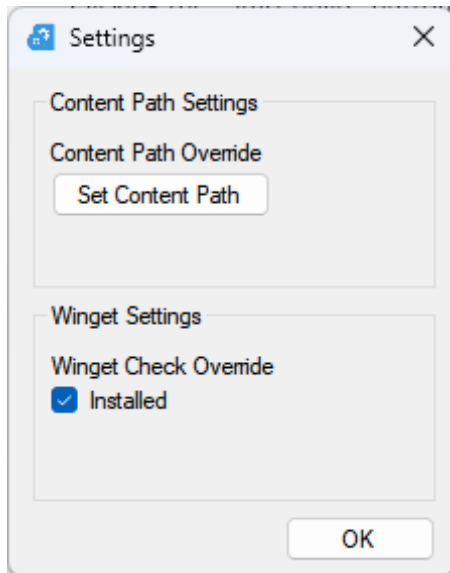 Settings
Content Path Settings
Content Path Override
Set Content Path
Winget Settings
Winget Check Override
Installed
OK